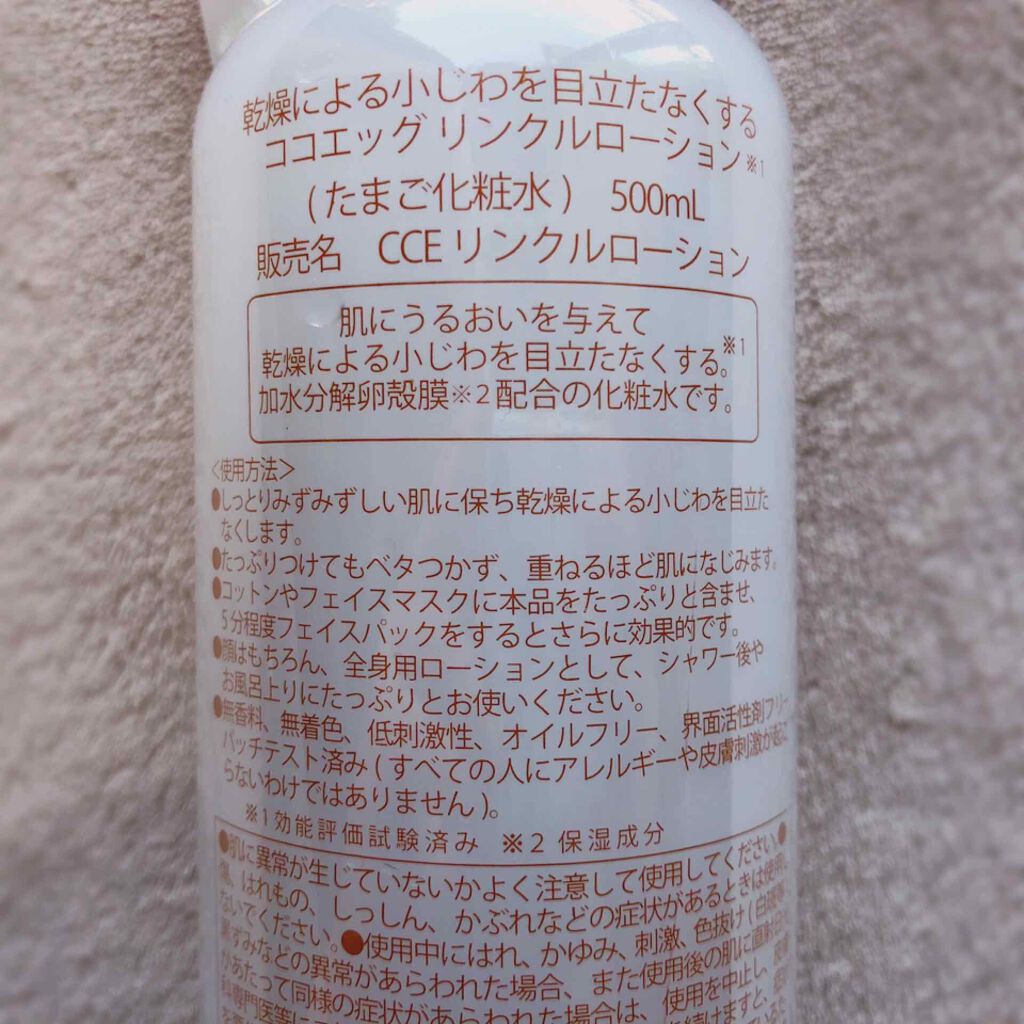 乾燥による小じわを目立たなくする
ココエッグ リンクルローション※1
(たまご化粧水) 500mL
販売名 CCE リンクルローション
肌にうるおいを与えて
乾燥による小じわを目立たなくする。※1
加水分解卵殻膜※2配合の化粧水です。
＜使用方法＞
●しっとりみずみずしい肌に保ち乾燥による小じわを目立た
なくします。
●たっぷりつけてもベタつかず、重ねるほど肌になじみます。
●コットンやフェイスマスクに本品をたっぷりと含ませ、
5分程度フェイスパックをするとさらに効果的です。
●顔はもちろん、全身用ローションとして、シャワー後や
お風呂上りにたっぷりとお使いください。
●無香料、無着色、低刺激性、オイルフリー、界面活性剤フリー
パッチテスト済み(すべての人にアレルギーや皮膚刺激が起こ
らないわけではありません)。
※1効能評価試験済み ※2 保湿成分
●肌に異常が生じていないかよく注意して使用してください。●
傷、はれもの、しっしん、かぶれなどの症状があるときは使用し
ないでください。●使用中にはれ、かゆみ、刺激、色抜け(白斑等)、
黒ずみなどの異常があらわれた場合、また使用後の肌に直射日光
があたって同様の症状があらわれた場合は、使用を中止し、
科専門医等に